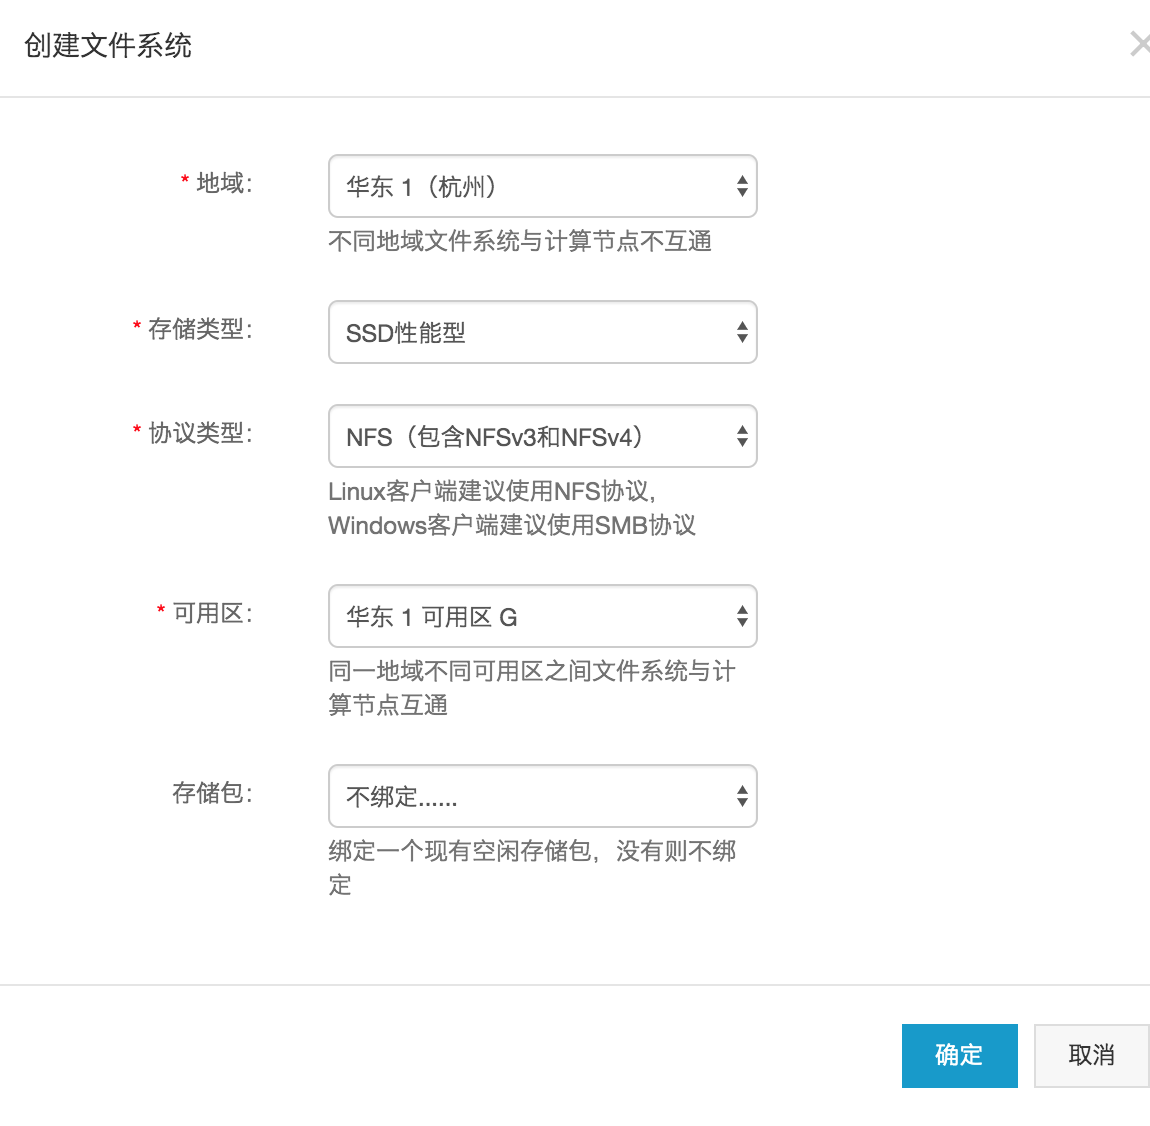 创建文件系统
* 地域:
华东 1（杭州）
不同地域文件系统与计算节点不互通
* 存储类型:
SSD性能型
* 协议类型:
NFS（包含NFSv3和NFSv4）
Linux客户端建议使用NFS协议，
Windows客户端建议使用SMB协议
* 可用区:
华东 1 可用区 G
同一地域不同可用区之间文件系统与计
算节点互通
存储包:
不绑定......
绑定一个现有空闲存储包，没有则不绑
定
确定
取消